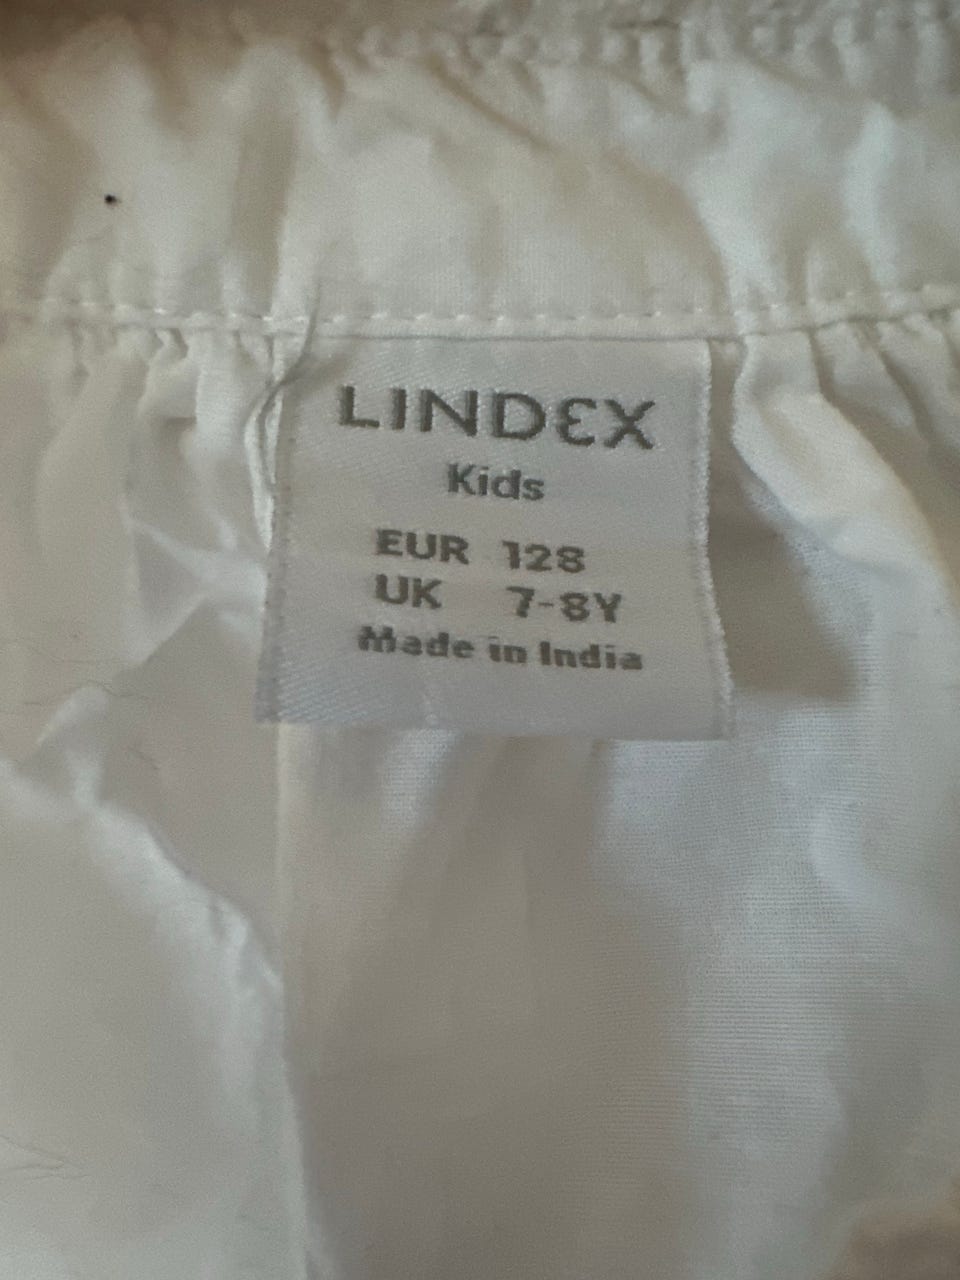 LINDEX
Kids
EUR 128
UK 7-8Y
Made in India